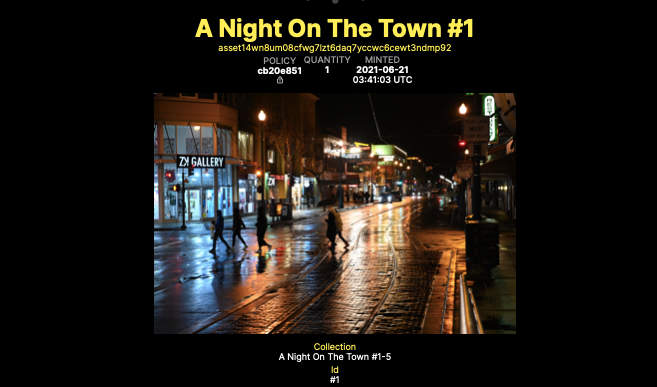 A Night On The Town #1
asset14wn8um08cfwg7lzt6daq7yccwc6cewt3ndmp92
POLICY QUANTITY MINTED
cb20e851 1 2021-06-21
03:41:03 UTC
GALLERY
Collection
A Night On The Town #1-5
Id
#1